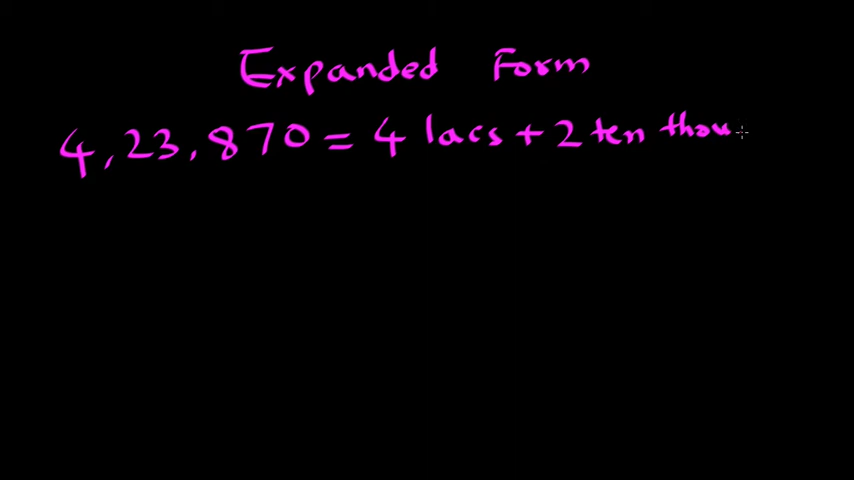 Expanded Form
4,23,870 = 4 lacs + 2 ten thou